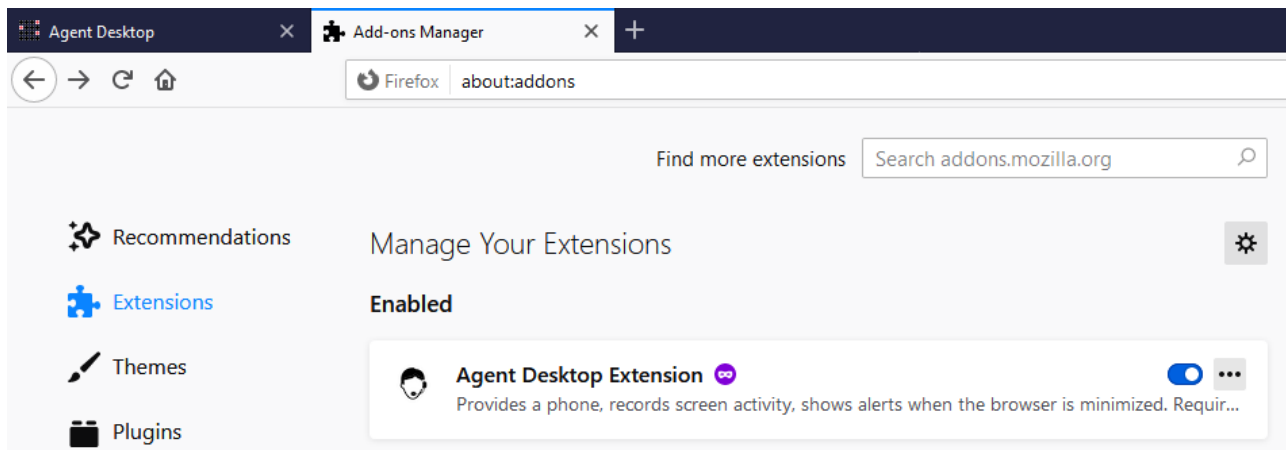 Agent Desktop
Add-ons Manager
Firefox about:addons
Find more extensions Search addons.mozilla.org
Recommendations
Manage Your Extensions
Extensions
Enabled
Themes
Agent Desktop Extension
Provides a phone, records screen activity, shows alerts when the browser is minimized. Requir...
Plugins